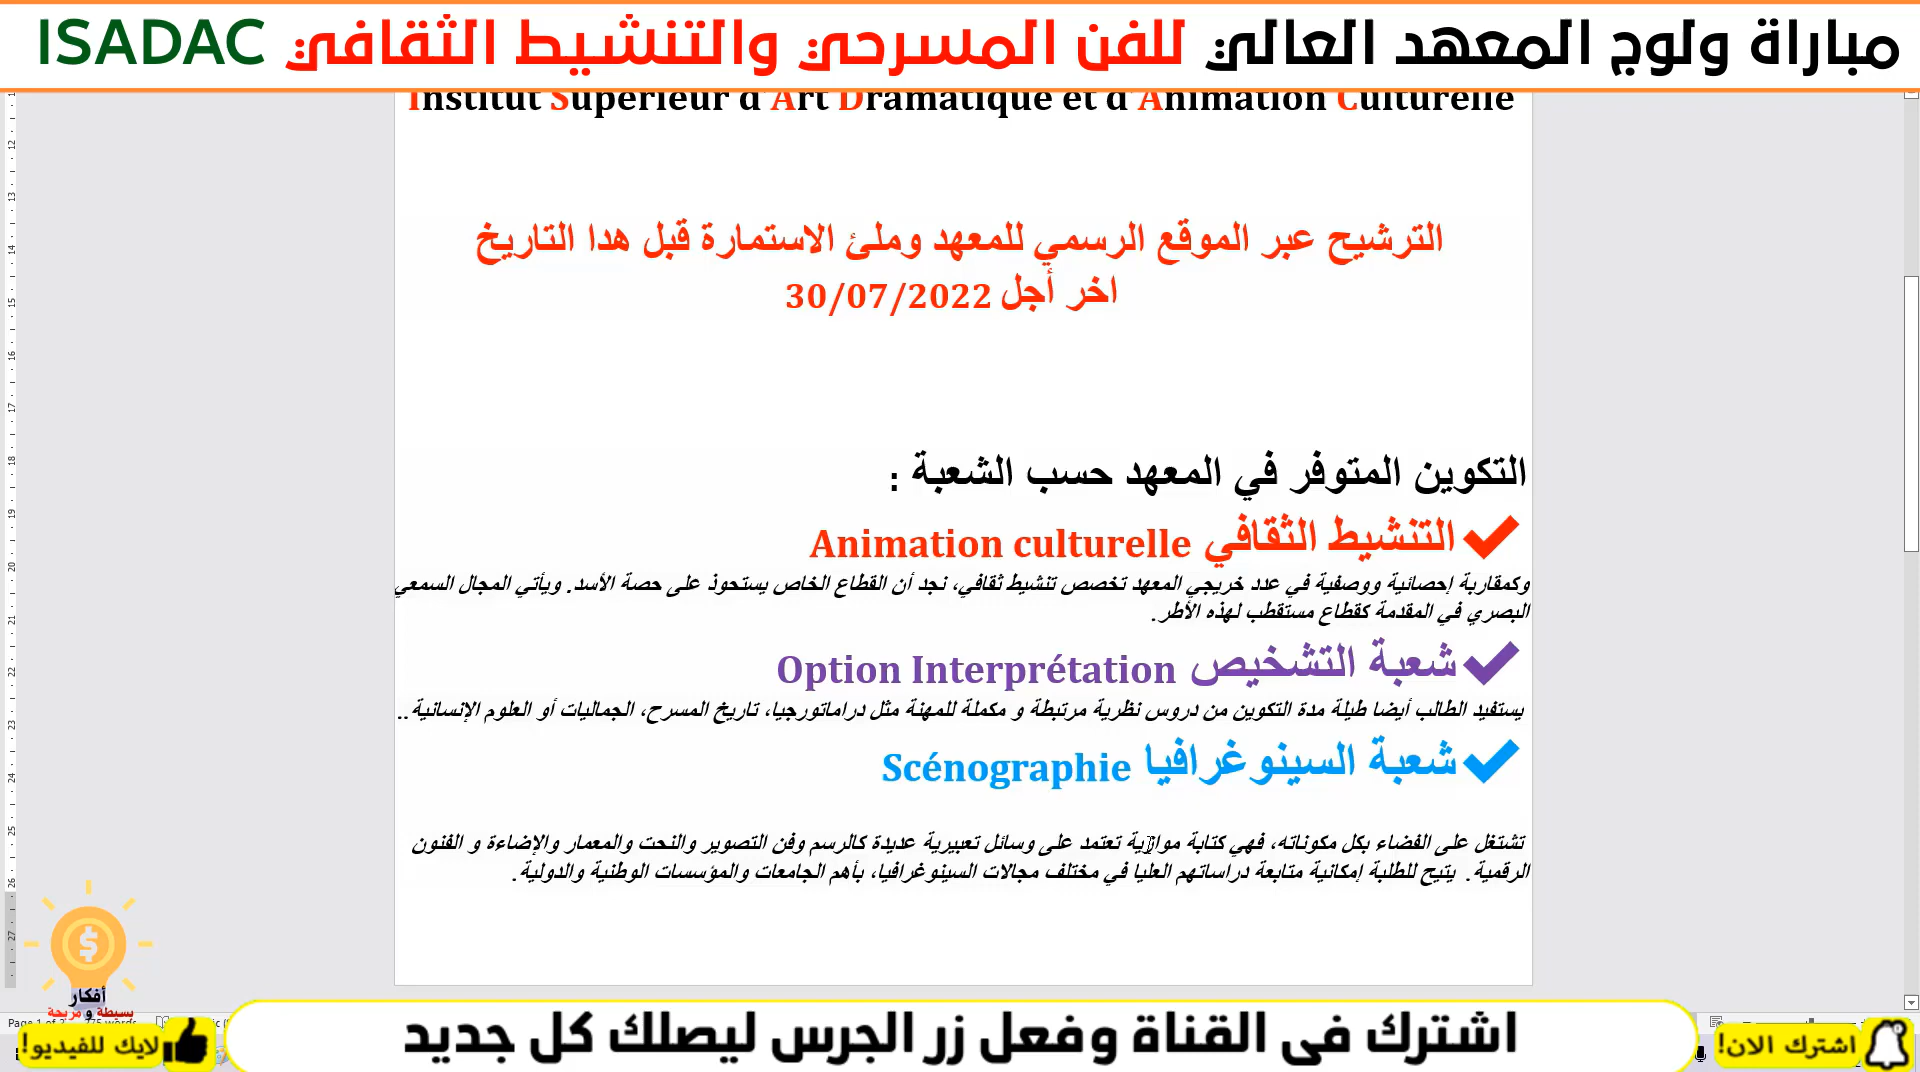 مباراة ولوج المعهد العالي للفن المسرحي والتنشيط الثقافي ISADAC
Institut Supérieur d'Art Dramatique et d'Animation Culturelle
الترشيح عبر الموقع الرسمي للمعهد وملئ الاستمارة قبل هدا التاريخ
اخر أجل 30/07/2022
التكوين المتوفر في المعهد حسب الشعبة :
التنشيط الثقافي Animation culturelle
وكمقاربة إحصائية ووصفية في عدد خريجي المعهد تخصص تنشيط ثقافي، نجد أن القطاع الخاص يستحوذ على حصة الأسد. ويأتي المجال السمعي
البصري في المقدمة كقطاع مستقطب لهذه الأطر.
شعبة التشخيص Option Interprétation
يستفيد الطالب أيضا طيلة مدة التكوين من دروس نظرية مرتبطة و مكملة للمهنة مثل دراماتورجيا، تاريخ المسرح، الجماليات أو العلوم الإنسانية..
شعبة السينوغرافيا Scénographie
تشتغل على الفضاء بكل مكوناته، فهي كتابة موازية تعتمد على وسائل تعبيرية عديدة كالرسم وفن التصوير والنحت والمعمار والإضاءة و الفنون
الرقمية. يتيح للطلبة إمكانية متابعة دراساتهم العليا في مختلف مجالات السينوغرافيا، بأهم الجامعات والمؤسسات الوطنية والدولية.
أفكار
بسيطة و مربحة
لايك للفيديو!
اشترك فى القناة وفعل زر الجرس ليصلك كل جديد
اشترك الان!